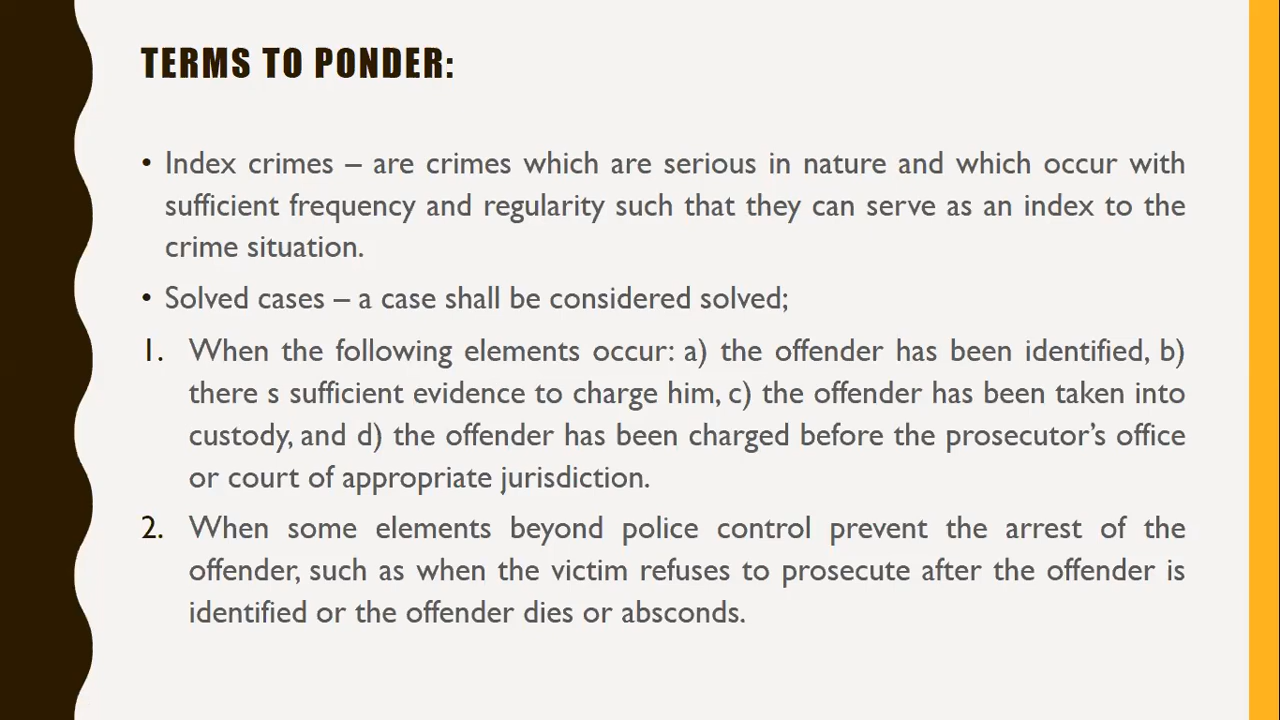 TERMS TO PONDER:
• Index crimes – are crimes which are serious in nature and which occur with
sufficient frequency and regularity such that they can serve as an index to the
crime situation.
• Solved cases – a case shall be considered solved;
1. When the following elements occur: a) the offender has been identified, b)
there s sufficient evidence to charge him, c) the offender has been taken into
custody, and d) the offender has been charged before the prosecutor’s office
or court of appropriate jurisdiction.
2. When some elements beyond police control prevent the arrest of the
offender, such as when the victim refuses to prosecute after the offender is
identified or the offender dies or absconds.